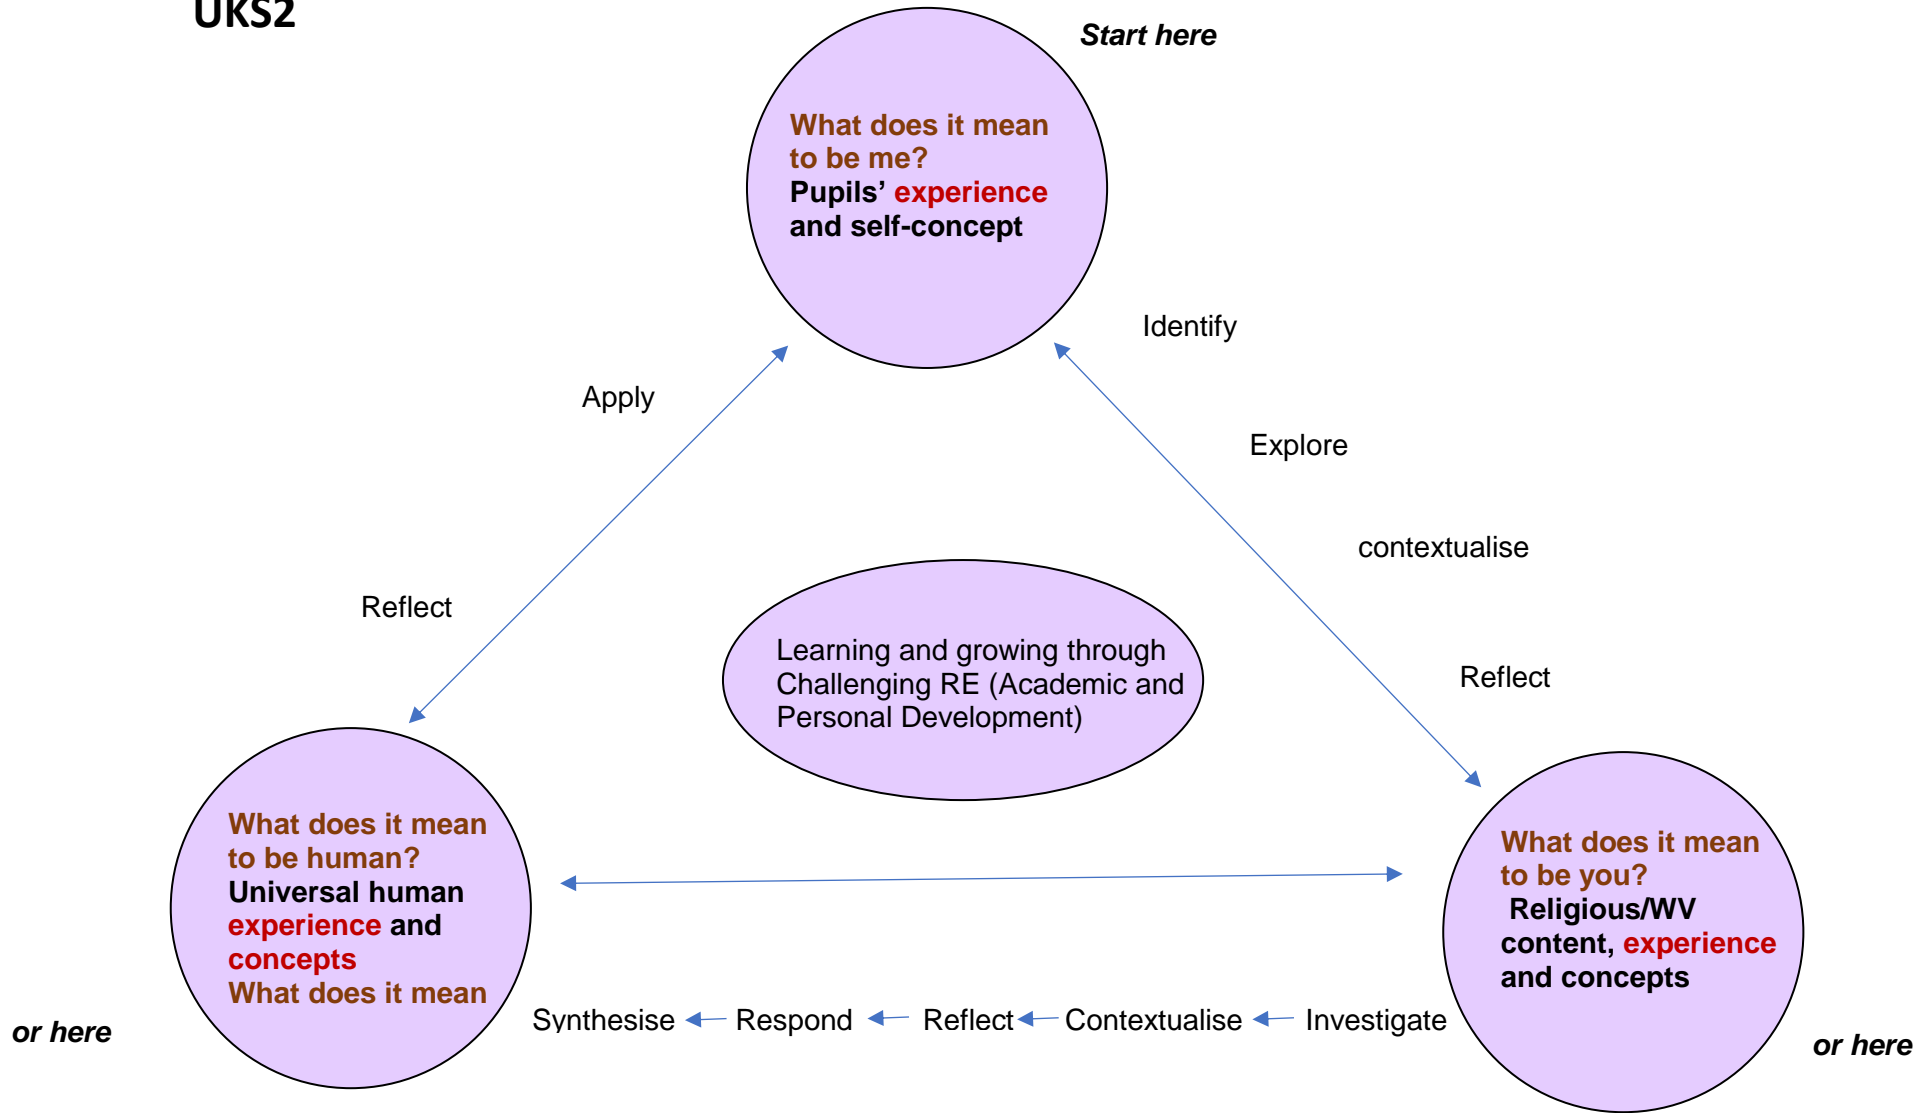 UKS2
Start here
What does it mean
to be me?
Pupils’ experience
and self-concept
Identify
Apply
Explore
contextualise
Reflect
Learning and growing through
Challenging RE (Academic and
Personal Development)
Reflect
What does it mean
to be human?
Universal human
experience and
concepts
What does it mean
What does it mean
to be you?
Religious/WV
content, experience
and concepts
Synthesise Respond Reflect Contextualise Investigate
or here
or here